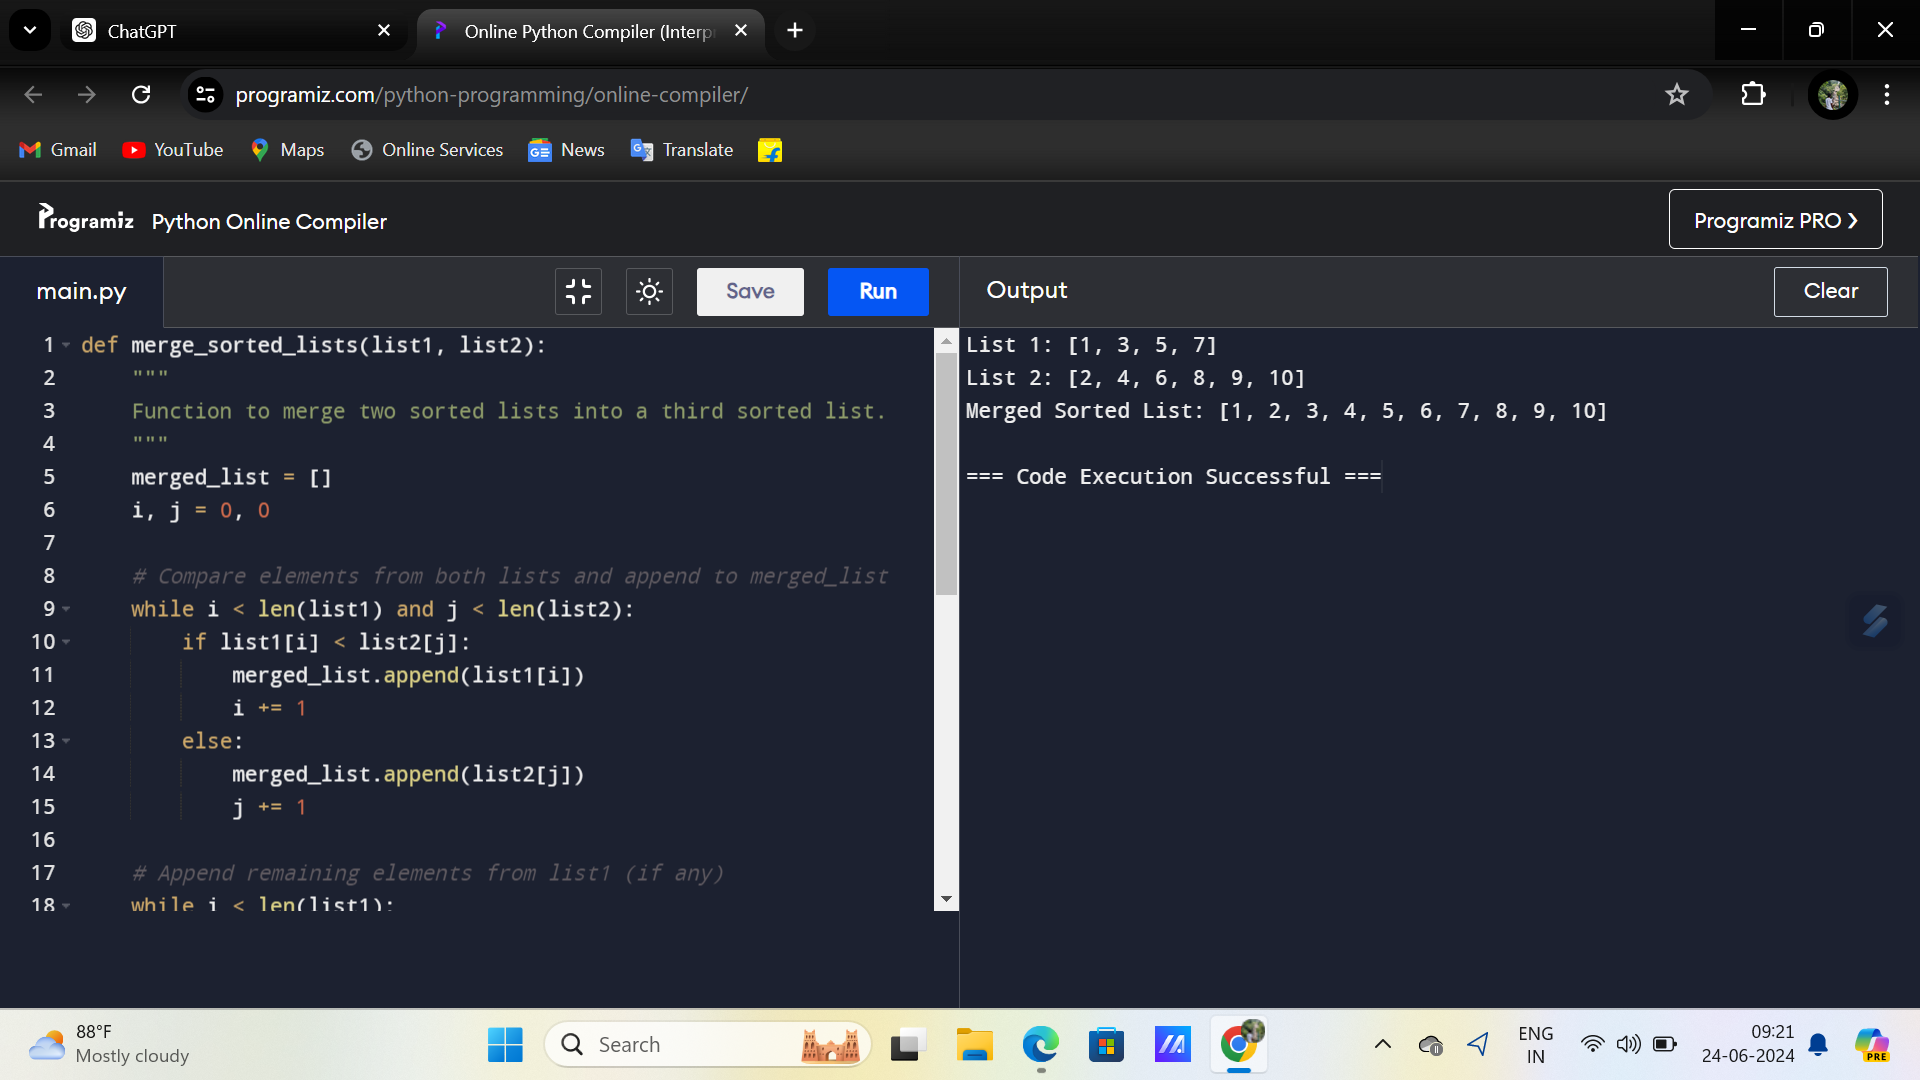 ChatGPT
Online Python Compiler (Interp
programiz.com/python-programming/online-compiler/
Gmail YouTube Maps Online Services News Translate
Programiz Python Online Compiler
Programiz PRO ❯
main.py
Save
Run
Output
Clear
1 def merge_sorted_lists(list1, list2):
2     """
3     Function to merge two sorted lists into a third sorted list.
4     """
5     merged_list = []
6     i, j = 0, 0
7
8     # Compare elements from both lists and append to merged_list
9     while i < len(list1) and j < len(list2):
10         if list1[i] < list2[j]:
11             merged_list.append(list1[i])
12             i += 1
13         else:
14             merged_list.append(list2[j])
15             j += 1
16
17     # Append remaining elements from list1 (if any)
18     while i < len(list1):
List 1: [1, 3, 5, 7]
List 2: [2, 4, 6, 8, 9, 10]
Merged Sorted List: [1, 2, 3, 4, 5, 6, 7, 8, 9, 10]
=== Code Execution Successful ===
88°F
Mostly cloudy
Search
ENG
IN
09:21
24-06-2024
PRE